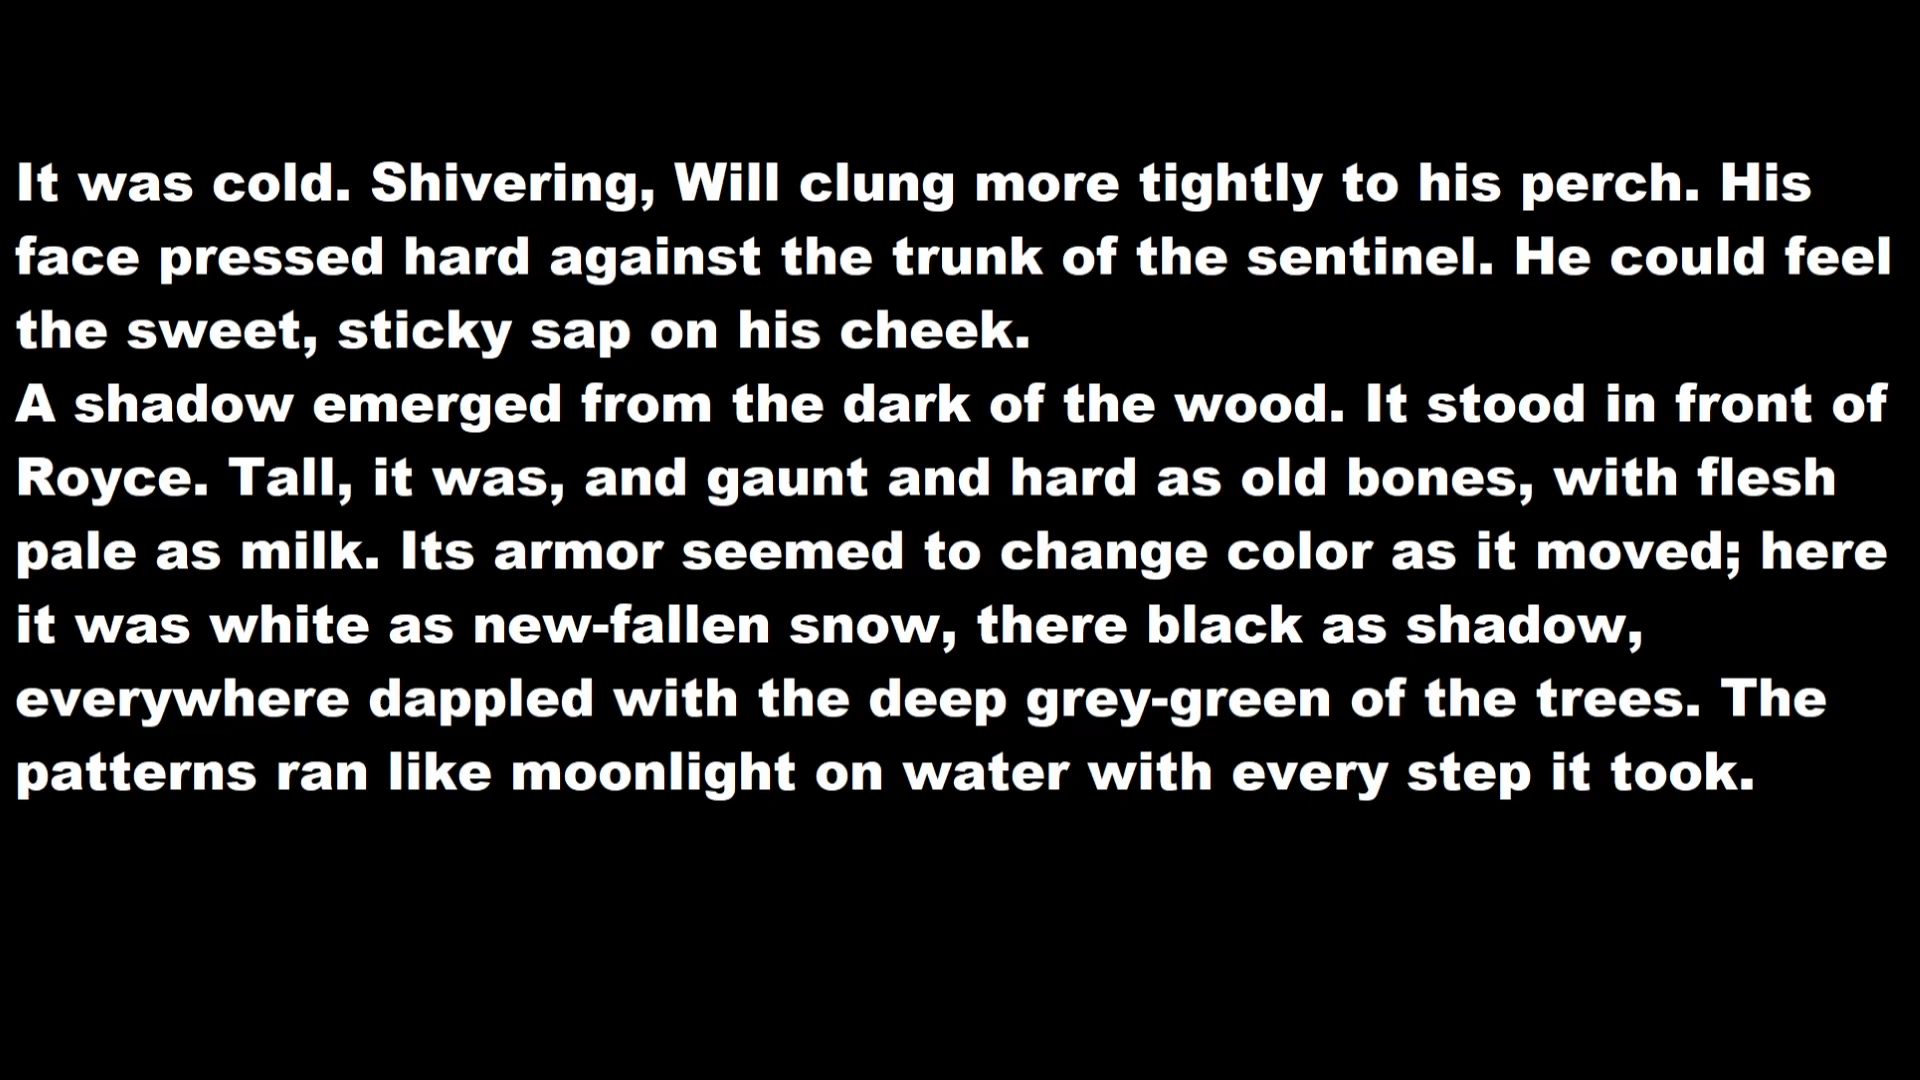 It was cold. Shivering, Will clung more tightly to his perch. His
face pressed hard against the trunk of the sentinel. He could feel
the sweet, sticky sap on his cheek.
A shadow emerged from the dark of the wood. It stood in front of
Royce. Tall, it was, and gaunt and hard as old bones, with flesh
pale as milk. Its armor seemed to change color as it moved; here
it was white as new-fallen snow, there black as shadow,
everywhere dappled with the deep grey-green of the trees. The
patterns ran like moonlight on water with every step it took.